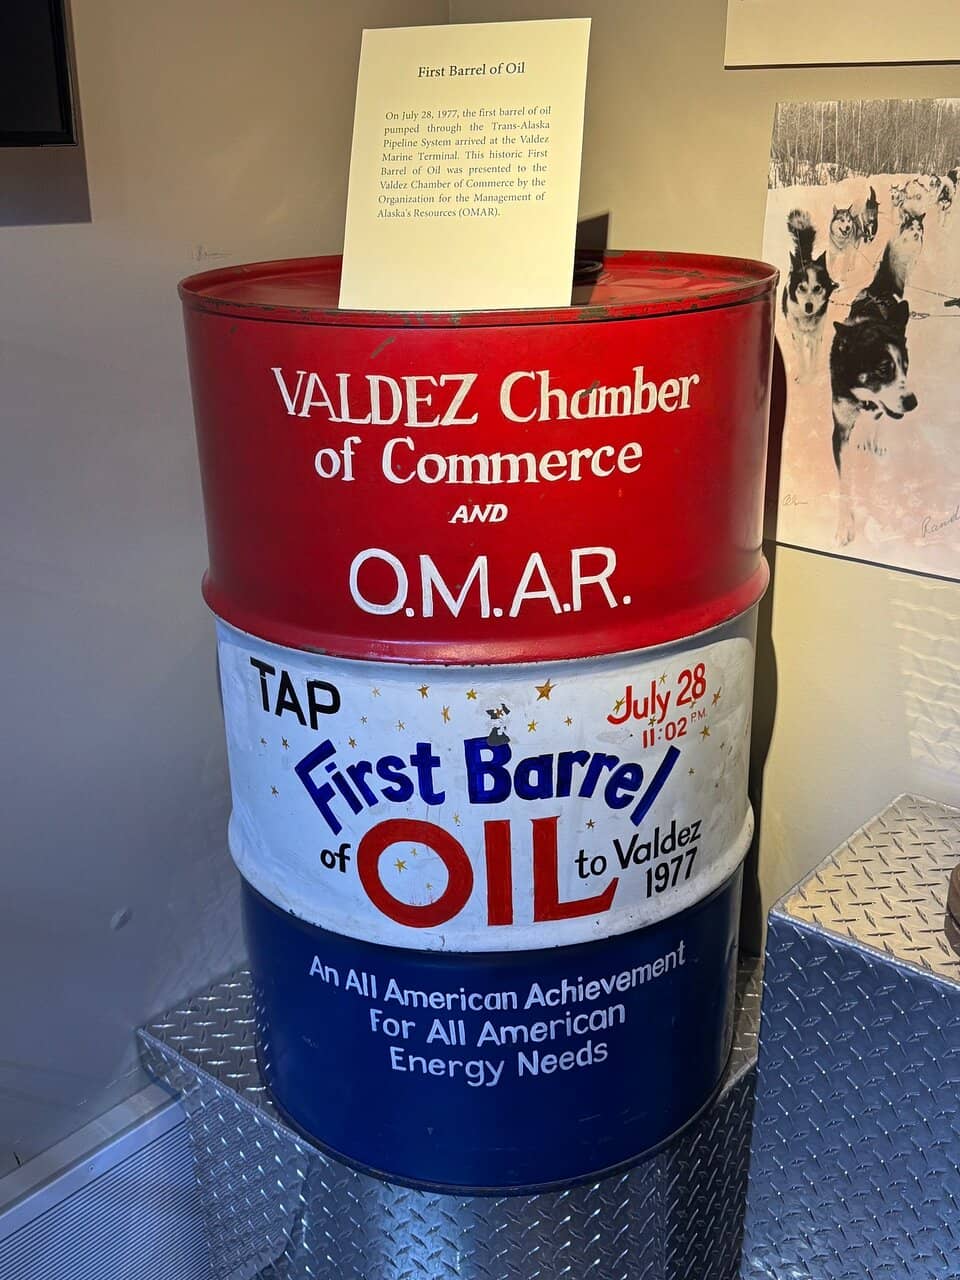 First Barrel of Oil
On July 28, 1977, the first barrel of oil
pumped through the Trans-Alaska
Pipeline System arrived at the Valdez
Marine Terminal. This historic First
Barrel of Oil was presented to the
Valdez Chamber of Commerce by the
Organization for the Management of
Alaska's Resources (OMAR).
VALDEZ Chamber
of Commerce
AND
O.M.A.R.
TAP
July 28
11:02 P.M.
First Barrel
of OIL to Valdez
1977
An All American Achievement
For All American
Energy Needs